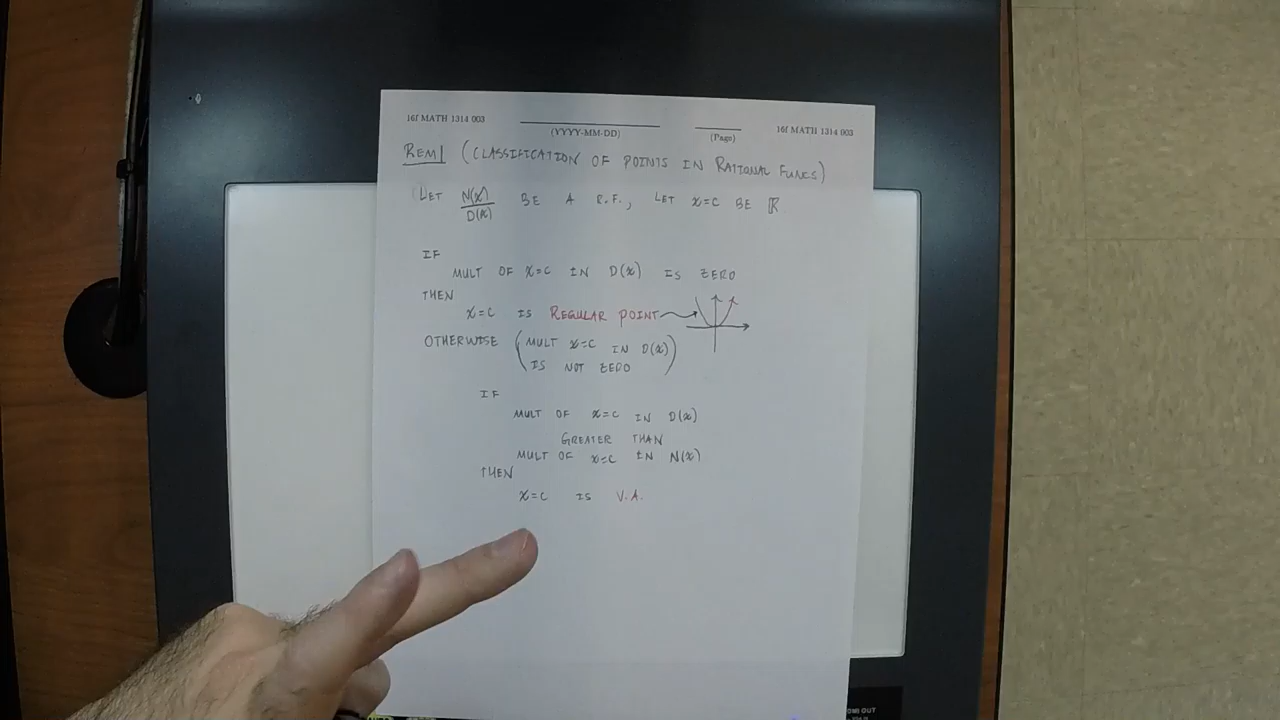 16f MATH 1314 003 (YYYY-MM-DD) (Page) 16f MATH 1314 003
REM (CLASSIFICATION OF POINTS IN RATIONAL FUNCS)
LET N(x)/D(x) BE A R.F., LET x=C BE ℝ.
IF
MULT OF x=C IN D(x) IS ZERO
THEN
x=C IS REGULAR POINT
OTHERWISE (MULT x=C IN D(x)
IS NOT ZERO)
IF
MULT OF x=C IN D(x)
GREATER THAN
MULT OF x=C IN N(x)
THEN
x=C IS V.A.
OUT